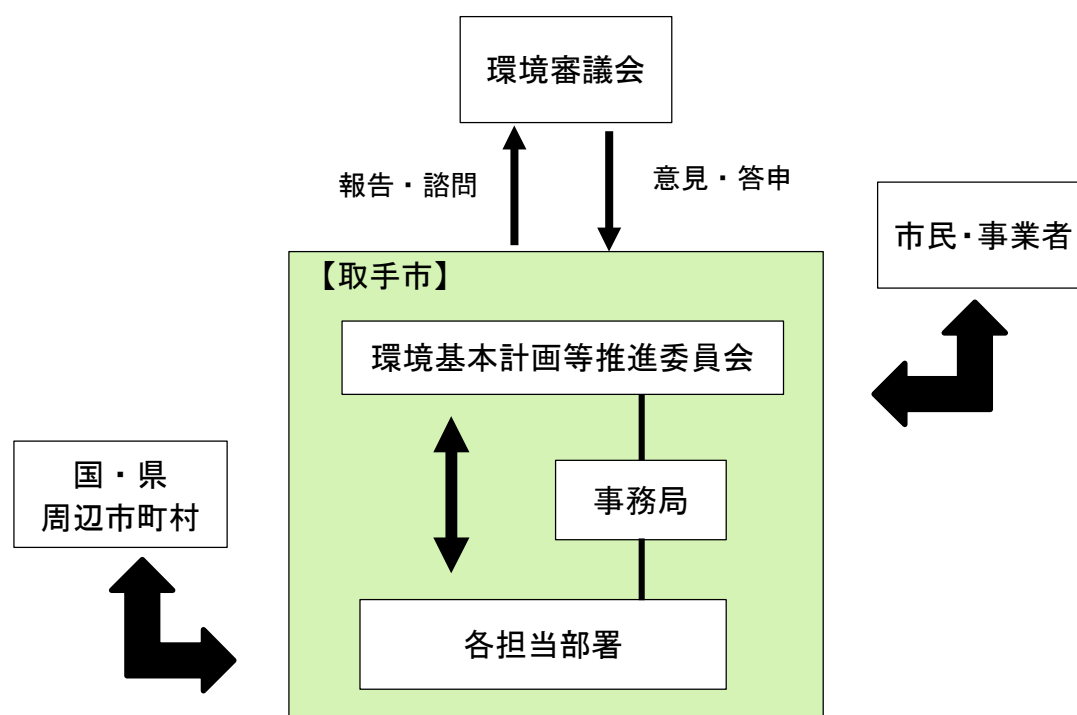 環境審議会
報告・諮問
意見・答申
市民・事業者
【取手市】
環境基本計画等推進委員会
国・県
周辺市町村
事務局
各担当部署